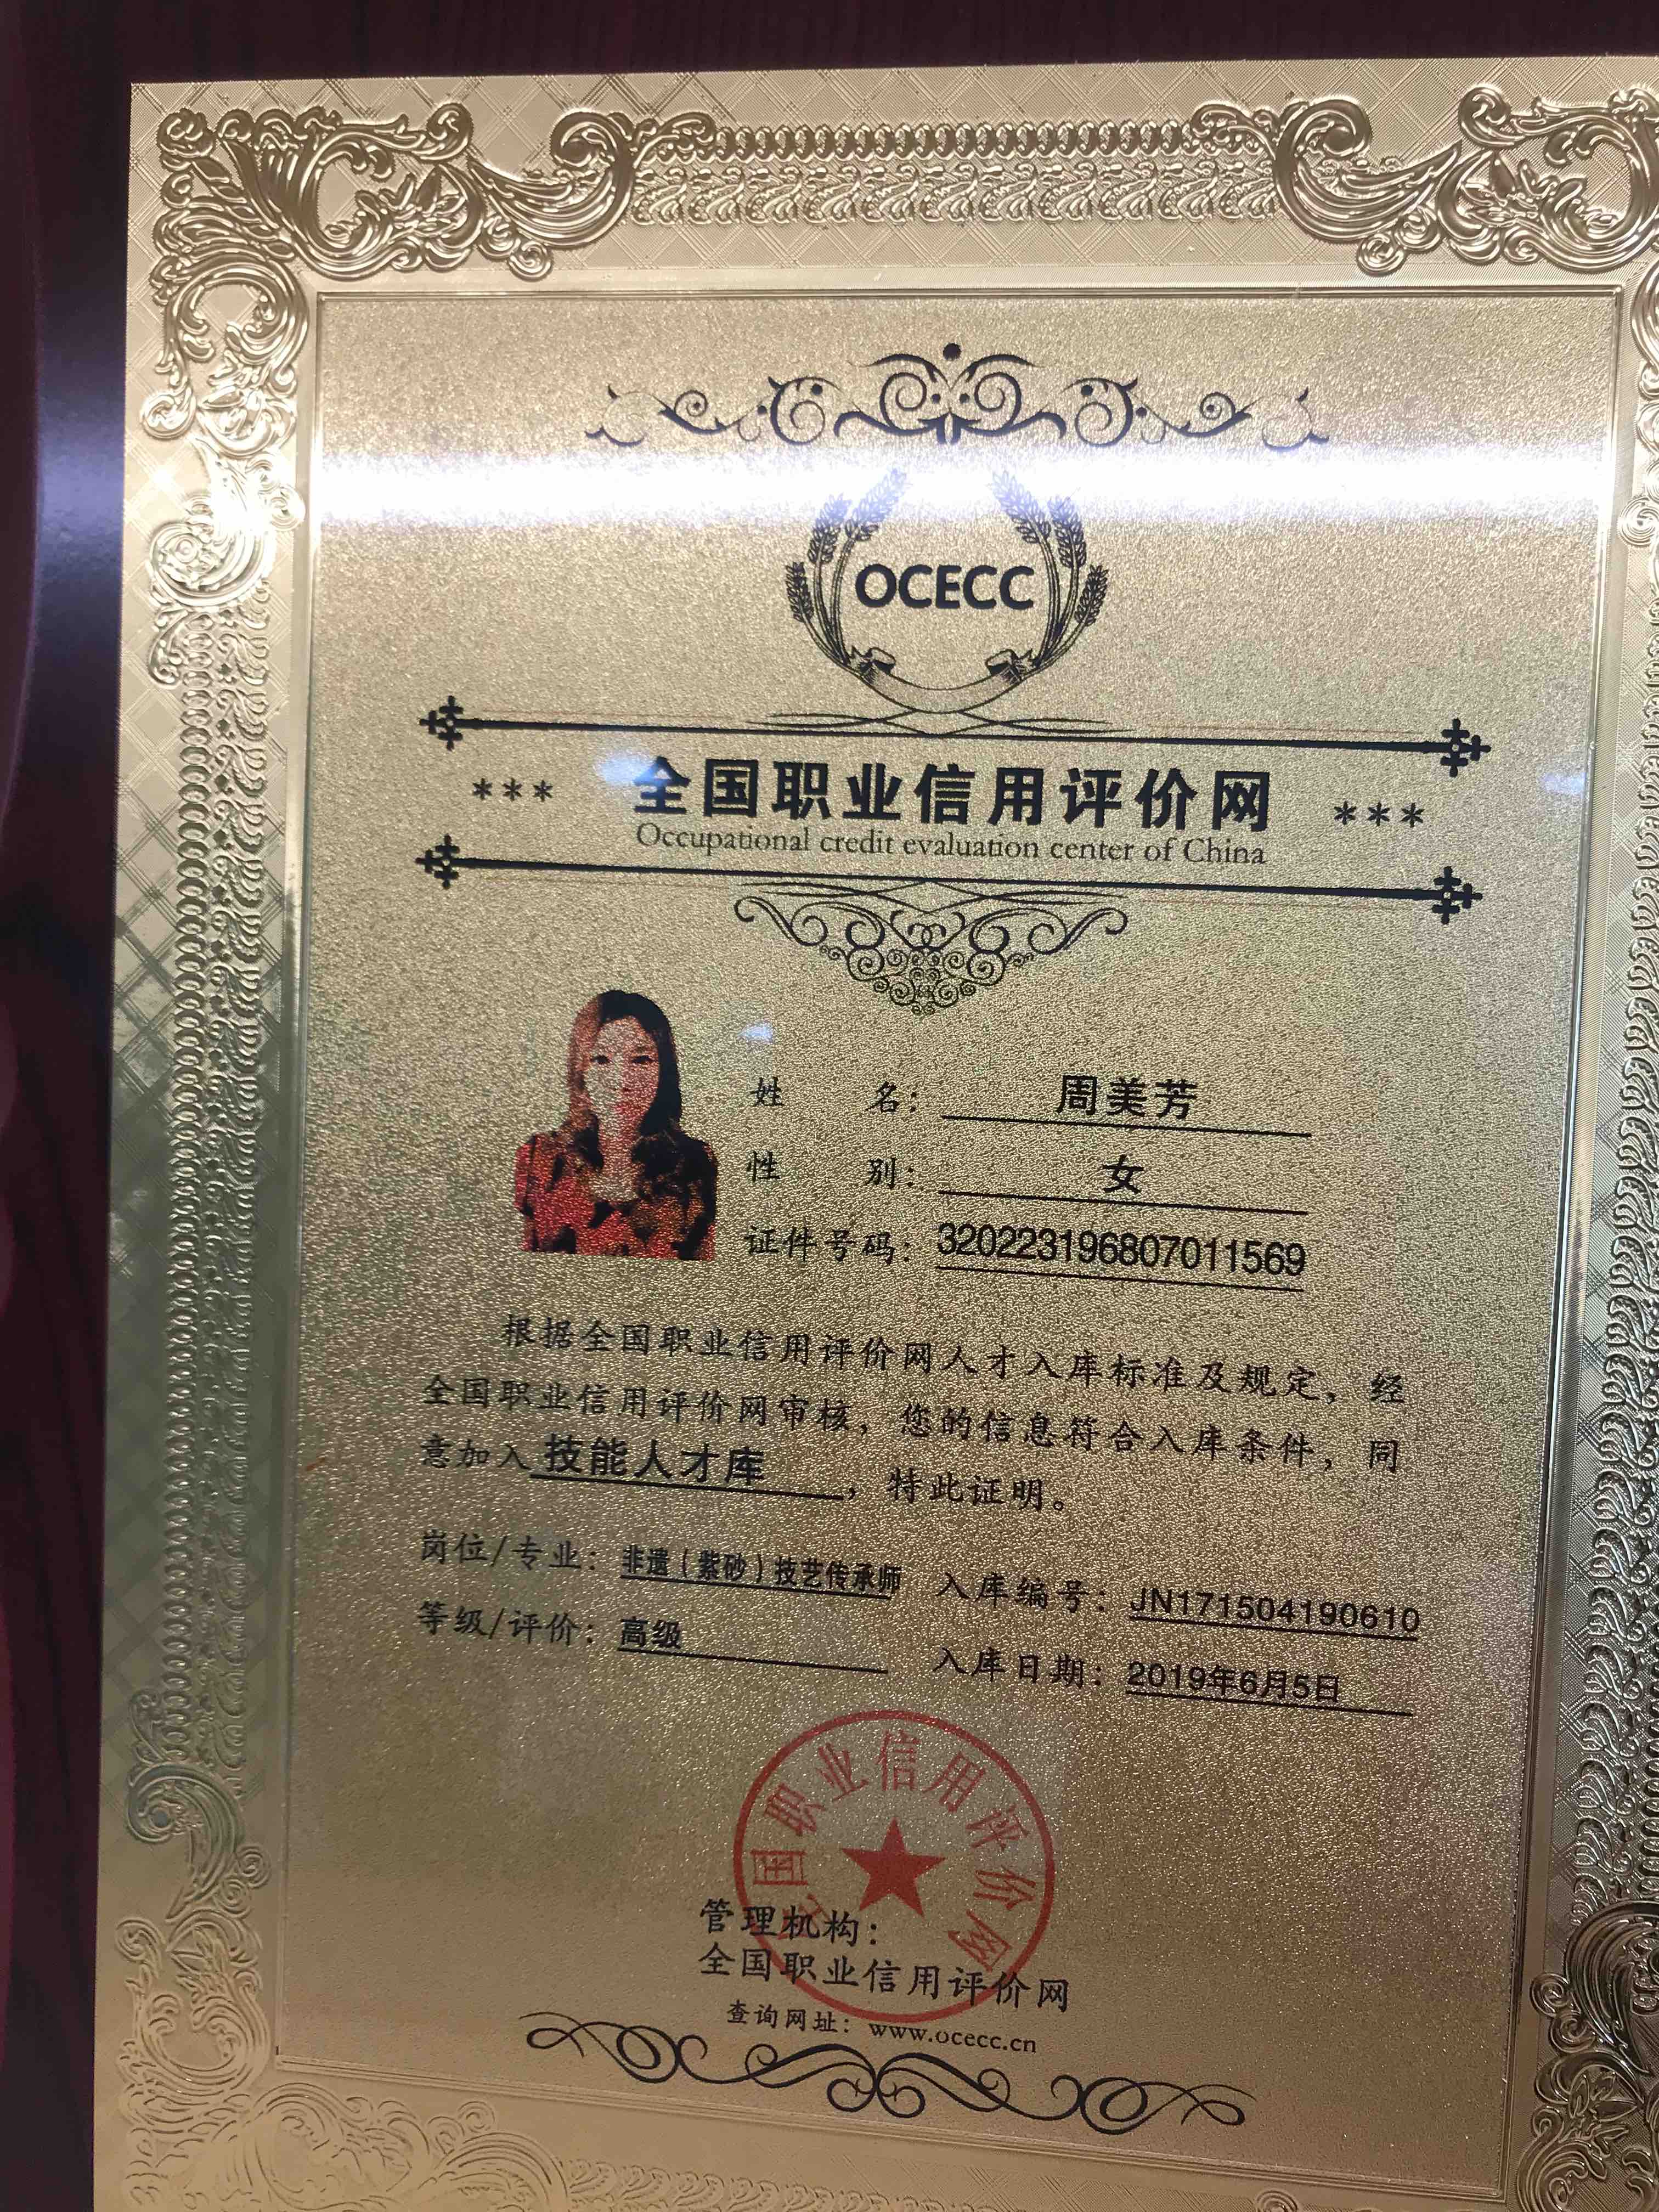 OCECC
*** 全国职业信用评价网 ***
Occupational credit evaluation center of China
姓 名： 周美芳
性 别： 女
证件号码： 320223196807011569
根据全国职业信用评价网人才入库标准及规定，经
全国职业信用评价网审核，您的信息符合入库条件，同
意加入 技能人才库 ，特此证明。
岗位/专业：非遗（紫砂）技艺传承师 入库编号：JN171504190610
等级/评价：高级 入库日期：2019年6月5日
全国职业信用评价网
管理机构：
全国职业信用评价网
查询网址：www.ocecc.cn